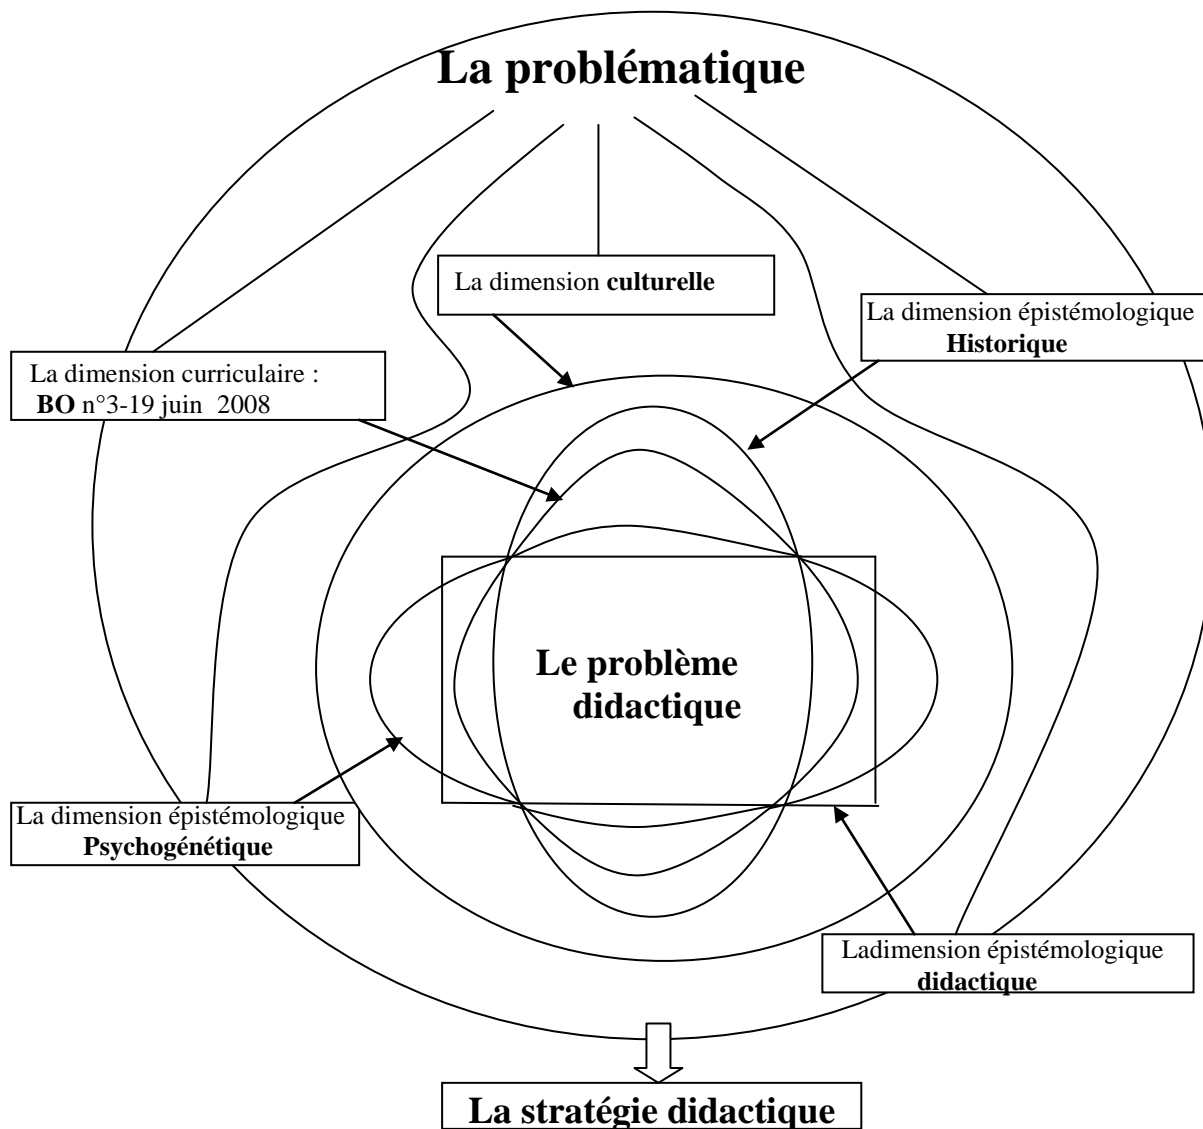 La problématique
La dimension culturelle
La dimension épistémologique
Historique
La dimension curriculaire :
BO n°3-19 juin 2008
Le problème
didactique
La dimension épistémologique
Psychogénétique
Ladimension épistémologique
didactique
La stratégie didactique